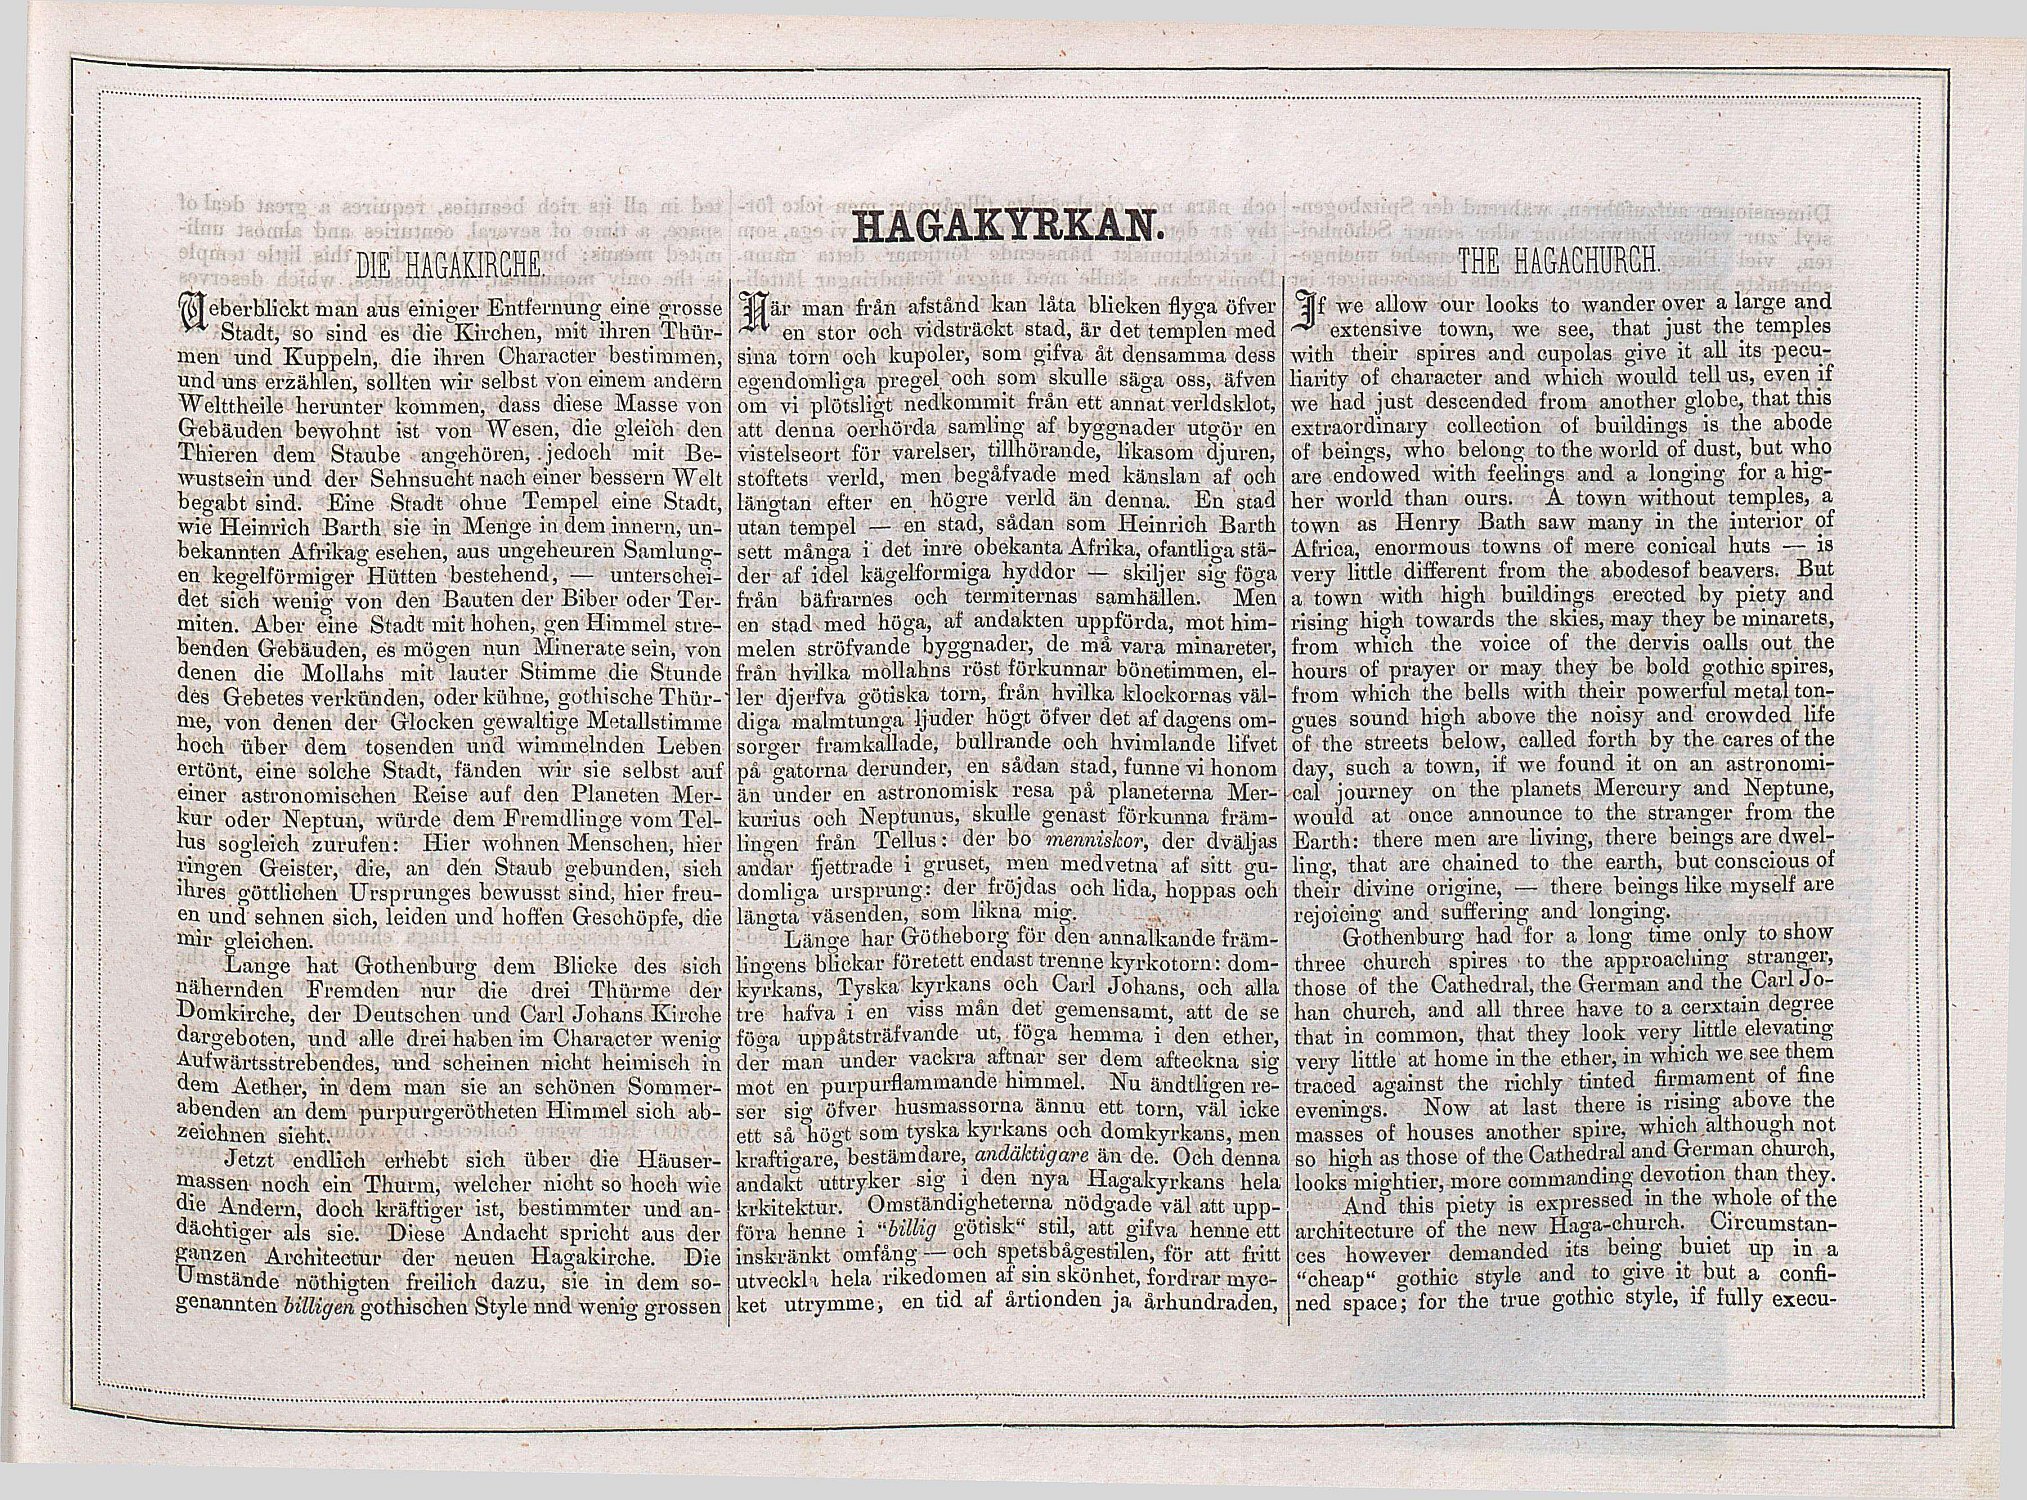 HAGAKYRKAN.
DIE HAGAKIRCHE.
Ueberblickt man aus einiger Entfernung eine grosse
Stadt, so sind es die Kirchen, mit ihren Thür-
men und Kuppeln, die ihren Character bestimmen,
und uns erzählen, sollten wir selbst von einem andern
Welttheile herunter kommen, dass diese Masse von
Gebäuden bewohnt ist von Wesen, die gleich den
Thieren dem Staube angehören, jedoch mit Be-
wustsein und der Sehnsucht nach einer bessern Welt
begabt sind. Eine Stadt ohne Tempel eine Stadt,
wie Heinrich Barth sie in Menge in dem innern, un-
bekannten Afrikag esehen, aus ungeheuren Samlung-
en kegelförmiger Hütten bestehend, — unterschei-
det sich wenig von den Bauten der Biber oder Ter-
miten. Aber eine Stadt mit hohen, gen Himmel stre-
benden Gebäuden, es mögen nun Minerate sein, von
denen die Mollahs mit lauter Stimme die Stunde
des Gebetes verkünden, oder kühne, gothische Thür-
me, von denen der Glocken gewaltige Metallstimme
hoch über dem tosenden und wimmelnden Leben
ertönt, eine solche Stadt, fänden wir sie selbst auf
einer astronomischen Reise auf den Planeten Mer-
kur oder Neptun, würde dem Fremdlinge vom Tel-
lus sogleich zurufen: Hier wohnen Menschen, hier
ringen Geister, die, an den Staub gebunden, sich
ihres göttlichen Ursprunges bewusst sind, hier freu-
en und sehnen sich, leiden und hoffen Geschöpfe, die
mir gleichen.
Lange hat Gothenburg dem Blicke des sich
nähernden Fremden nur die drei Thürme der
Domkirche, der Deutschen und Carl Johans Kirche
dargeboten, und alle drei haben im Character wenig
Aufwärtsstrebendes, und scheinen nicht heimisch in
dem Aether, in dem man sie an schönen Sommer-
abenden an dem purpurgerötheten Himmel sich ab-
zeichnen sieht.
Jetzt endlich erhebt sich über die Häuser-
massen noch ein Thurm, welcher nicht so hoch wie
die Andern, doch kräftiger ist, bestimmter und an-
dächtiger als sie. Diese Andacht spricht aus der
ganzen Architectur der neuen Hagakirche. Die
Umstände nöthigten freilich dazu, sie in dem so-
genannten billigen gothischen Style nnd wenig grossen
När man från afstånd kan låta blicken flyga öfver
en stor och vidsträckt stad, är det templen med
sina torn och kupoler, som gifva åt densamma dess
egendomliga pregel och som skulle säga oss, äfven
om vi plötsligt nedkommit från ett annat verldsklot,
att denna oerhörda samling af byggnader utgör en
vistelseort för varelser, tillhörande, likasom djuren,
stoftets verld, men begåfvade med känslan af och
längtan efter en högre verld än denna. En stad
utan tempel — en stad, sådan som Heinrich Barth
sett många i det inre obekanta Afrika, ofantliga stä-
der af idel kägelformiga hyddor — skiljer sig föga
från bäfrarnes och termiternas samhällen. Men
en stad med höga, af andakten uppförda, mot him-
melen ströfvande byggnader, de må vara minareter,
från hvilka mollahns röst förkunnar bönetimmen, el-
ler djerfva götiska torn, från hvilka klockornas väl-
diga malmtunga ljuder högt öfver det af dagens om-
sorger framkallade, bullrande och hvimlande lifvet
på gatorna derunder, en sådan stad, funne vi honom
än under en astronomisk resa på planeterna Mer-
kurius och Neptunus, skulle genast förkunna främ-
lingen från Tellus: der bo menniskor, der dväljas
andar fjettrade i gruset, men medvetna af sitt gu-
domliga ursprung: der fröjdas och lida, hoppas och
längta väsenden, som likna mig.
Länge har Götheborg för den annalkande främ-
lingens blickar företett endast trenne kyrkotorn: dom-
kyrkans, Tyska kyrkans och Carl Johans, och alla
tre hafva i en viss mån det gemensamt, att de se
föga uppåtsträfvande ut, föga hemma i den ether,
der man under vackra aftnar ser dem afteckna sig
mot en purpurflammande himmel. Nu ändtligen re-
ser sig öfver husmassorna ännu ett torn, väl icke
ett så högt som tyska kyrkans och domkyrkans, men
kraftigare, bestämdare, andäktigare än de. Och denna
andakt uttryker sig i den nya Hagakyrkans hela
krkitektur. Omständigheterna nödgade väl att upp-
föra henne i “billig götisk“ stil, att gifva henne ett
inskränkt omfång — och spetsbågestilen, för att fritt
utveckla hela rikedomen af sin skönhet, fordrar myc-
ket utrymme, en tid af årtionden ja århundraden,
THE HAGACHURCH.
If we allow our looks to wander over a large and
extensive town, we see, that just the temples
with their spires and cupolas give it all its pecu-
liarity of character and which would tell us, even if
we had just descended from another globe, that this
extraordinary collection of buildings is the abode
of beings, who belong to the world of dust, but who
are endowed with feelings and a longing for a hig-
her world than ours. A town without temples, a
town as Henry Bath saw many in the interior of
Africa, enormous towns of mere conical huts — is
very little different from the abodesof beavers. But
a town with high buildings erected by piety and
rising high towards the skies, may they be minarets,
from which the voice of the dervis oalls out the
hours of prayer or may they be bold gothic spires,
from which the bells with their powerful metal ton-
gues sound high above the noisy and crowded life
of the streets below, called forth by the cares of the
day, such a town, if we found it on an astronomi-
cal journey on the planets Mercury and Neptune,
would at once announce to the stranger from the
Earth: there men are living, there beings are dwel-
ling, that are chained to the earth, but conscious of
their divine origine, — there beings like myself are
rejoicing and suffering and longing.
Gothenburg had for a long time only to show
three church spires to the approaching stranger,
those of the Cathedral, the German and the Carl Jo-
han church, and all three have to a cerxtain degree
that in common, that they look very little elevating
very little at home in the ether, in which we see them
traced against the richly tinted firmament of fine
evenings. Now at last there is rising above the
masses of houses another spire, which although not
so high as those of the Cathedral and German church,
looks mightier, more commanding devotion than they.
And this piety is expressed in the whole of the
architecture of the new Haga-church. Circumstan-
ces however demanded its being buiet up in a
“cheap“ gothic style and to give it but a confi-
ned space; for the true gothic style, if fully execu-